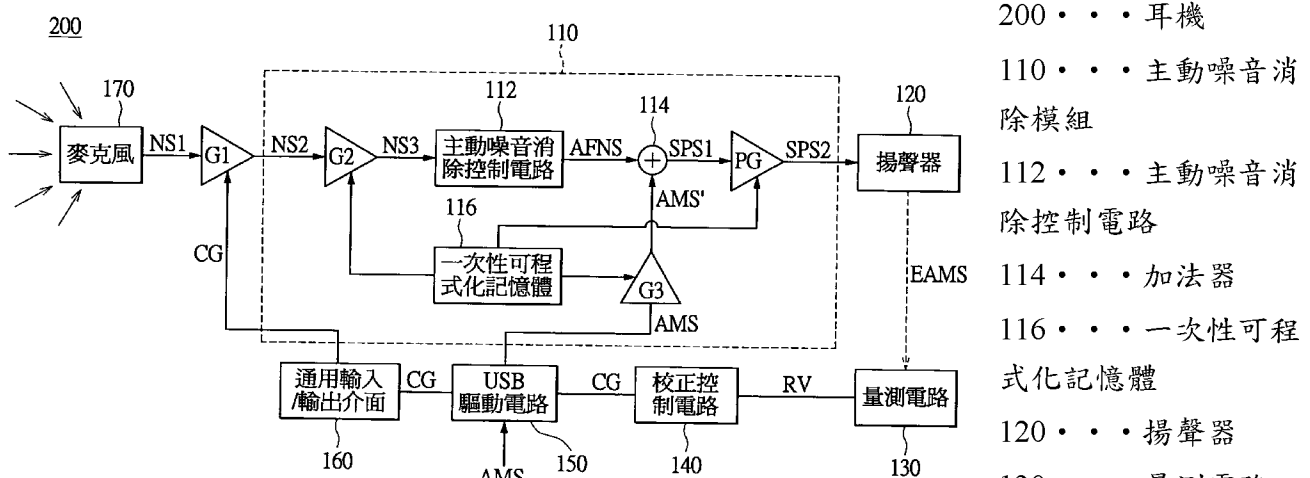 200
110
170
112
114
120
麥克風
NS1
G1
NS2
G2
NS3
主動噪音消
除控制電路
AFNS
SPS1
PG
SPS2
揚聲器
AMS'
116
CG
一次性可程
式化記憶體
G3
EAMS
AMS
通用輸入
/輸出介面
CG
USB
驅動電路
CG
校正控
制電路
RV
量測電路
160
AMS
150
140
130
200・・・耳機
110・・・主動噪音消
除模組
112・・・主動噪音消
除控制電路
114・・・加法器
116・・・一次性可程
式化記憶體
120・・・揚聲器